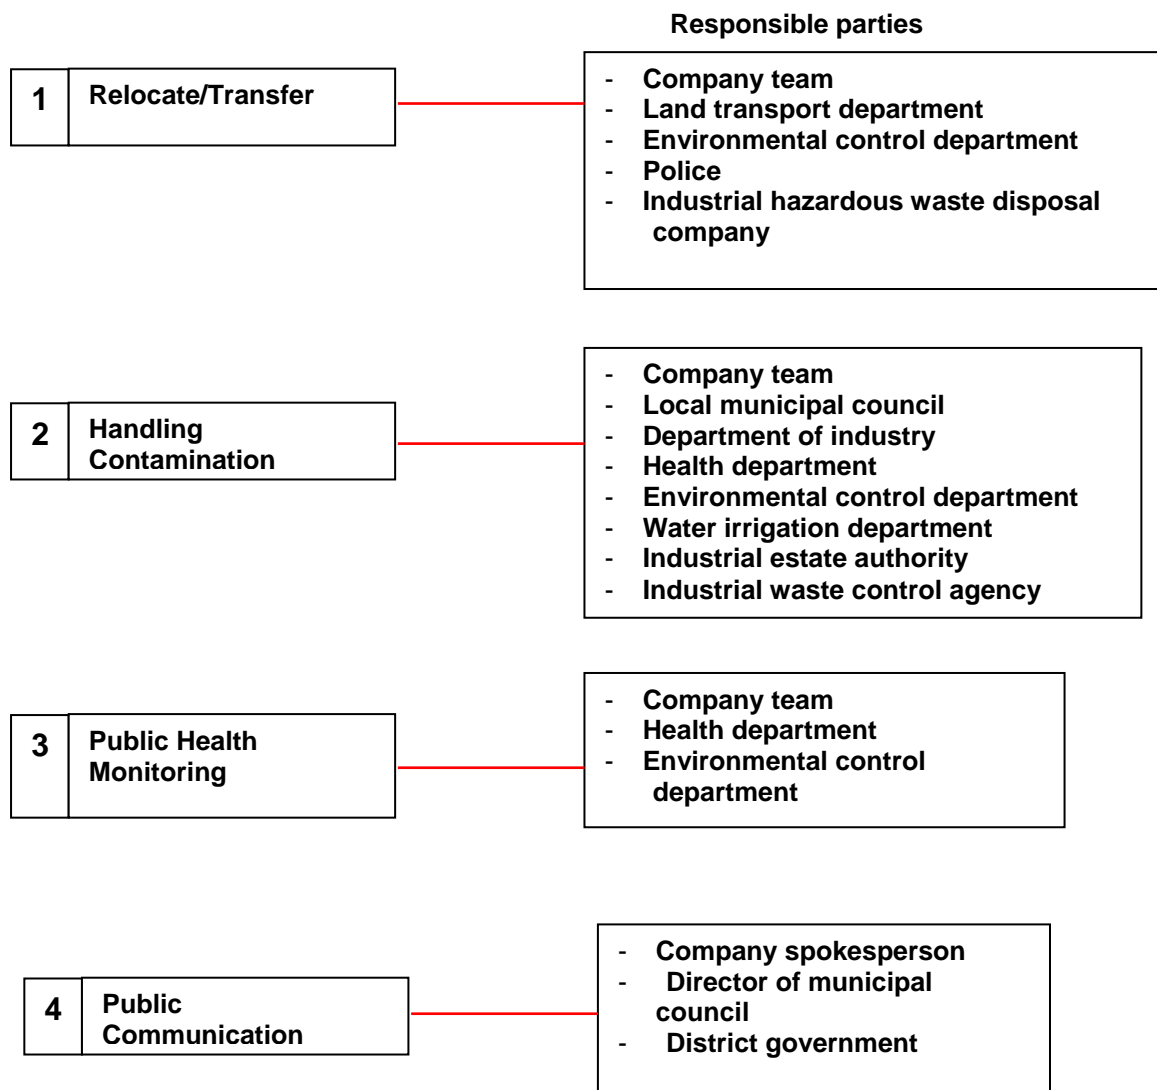 Responsible parties
1 Relocate/Transfer
- Company team
- Land transport department
- Environmental control department
- Police
- Industrial hazardous waste disposal
company
2 Handling
Contamination
- Company team
- Local municipal council
- Department of industry
- Health department
- Environmental control department
- Water irrigation department
- Industrial estate authority
- Industrial waste control agency
3 Public Health
Monitoring
- Company team
- Health department
- Environmental control
department
4 Public
Communication
- Company spokesperson
- Director of municipal
council
- District government